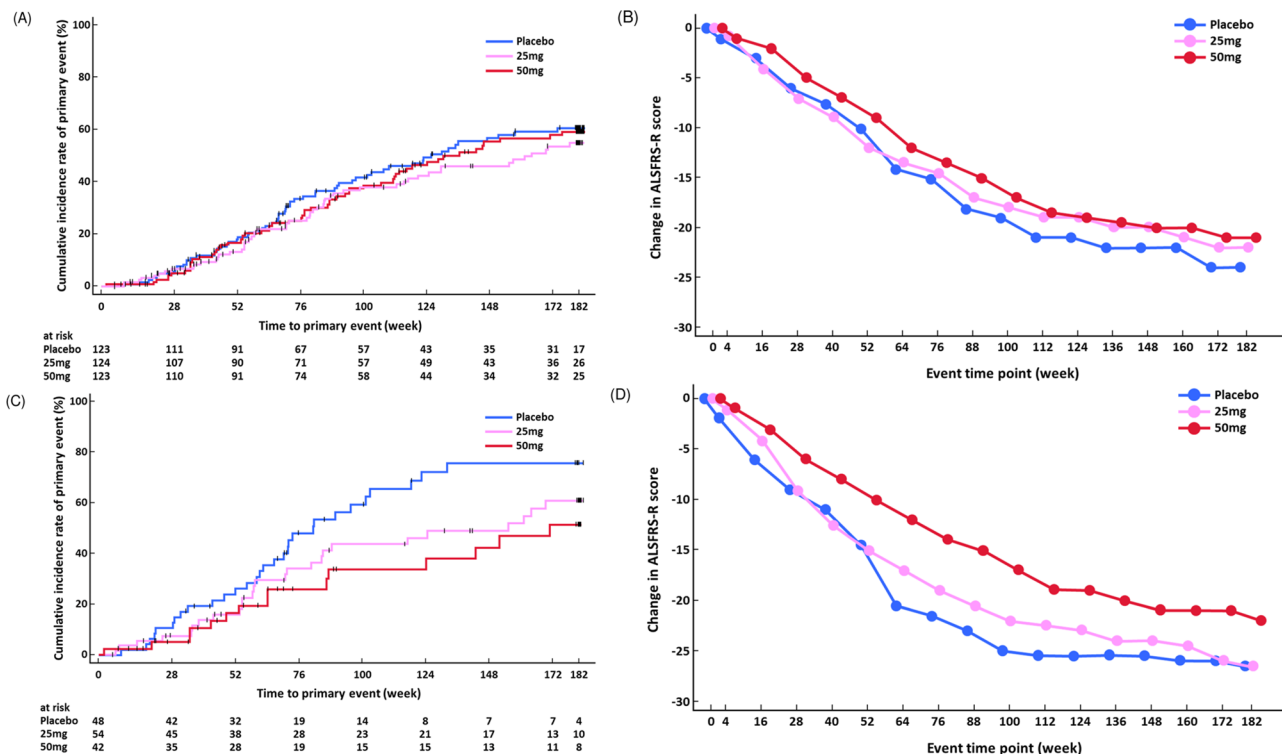 (A)
Cumulative incidence rate of primary event (%)
60
40
20
0
Placebo
25mg
50mg
0 28 52 76 100 124 148 172 182
Time to primary event (week)
at risk
Placebo 123 111 91 67 57 43 35 31 17
25mg 124 107 90 71 57 49 43 36 26
50mg 123 110 91 74 58 44 34 32 25
(B)
Change in ALSFRS-R score
0
-5
-10
-15
-20
-25
-30
Placebo
25mg
50mg
0 4 16 28 40 52 64 76 88 100 112 124 136 148 160 172 182
Event time point (week)
(C)
Cumulative incidence rate of primary event (%)
100
80
60
40
20
0
Placebo
25mg
50mg
0 28 52 76 100 124 148 172 182
Time to primary event (week)
at risk
Placebo 48 42 32 19 14 8 7 7 4
25mg 54 45 38 28 23 21 17 13 10
50mg 42 35 28 19 15 15 13 11 8
(D)
Change in ALSFRS-R score
0
-5
-10
-15
-20
-25
-30
Placebo
25mg
50mg
0 4 16 28 40 52 64 76 88 100 112 124 136 148 160 172 182
Event time point (week)